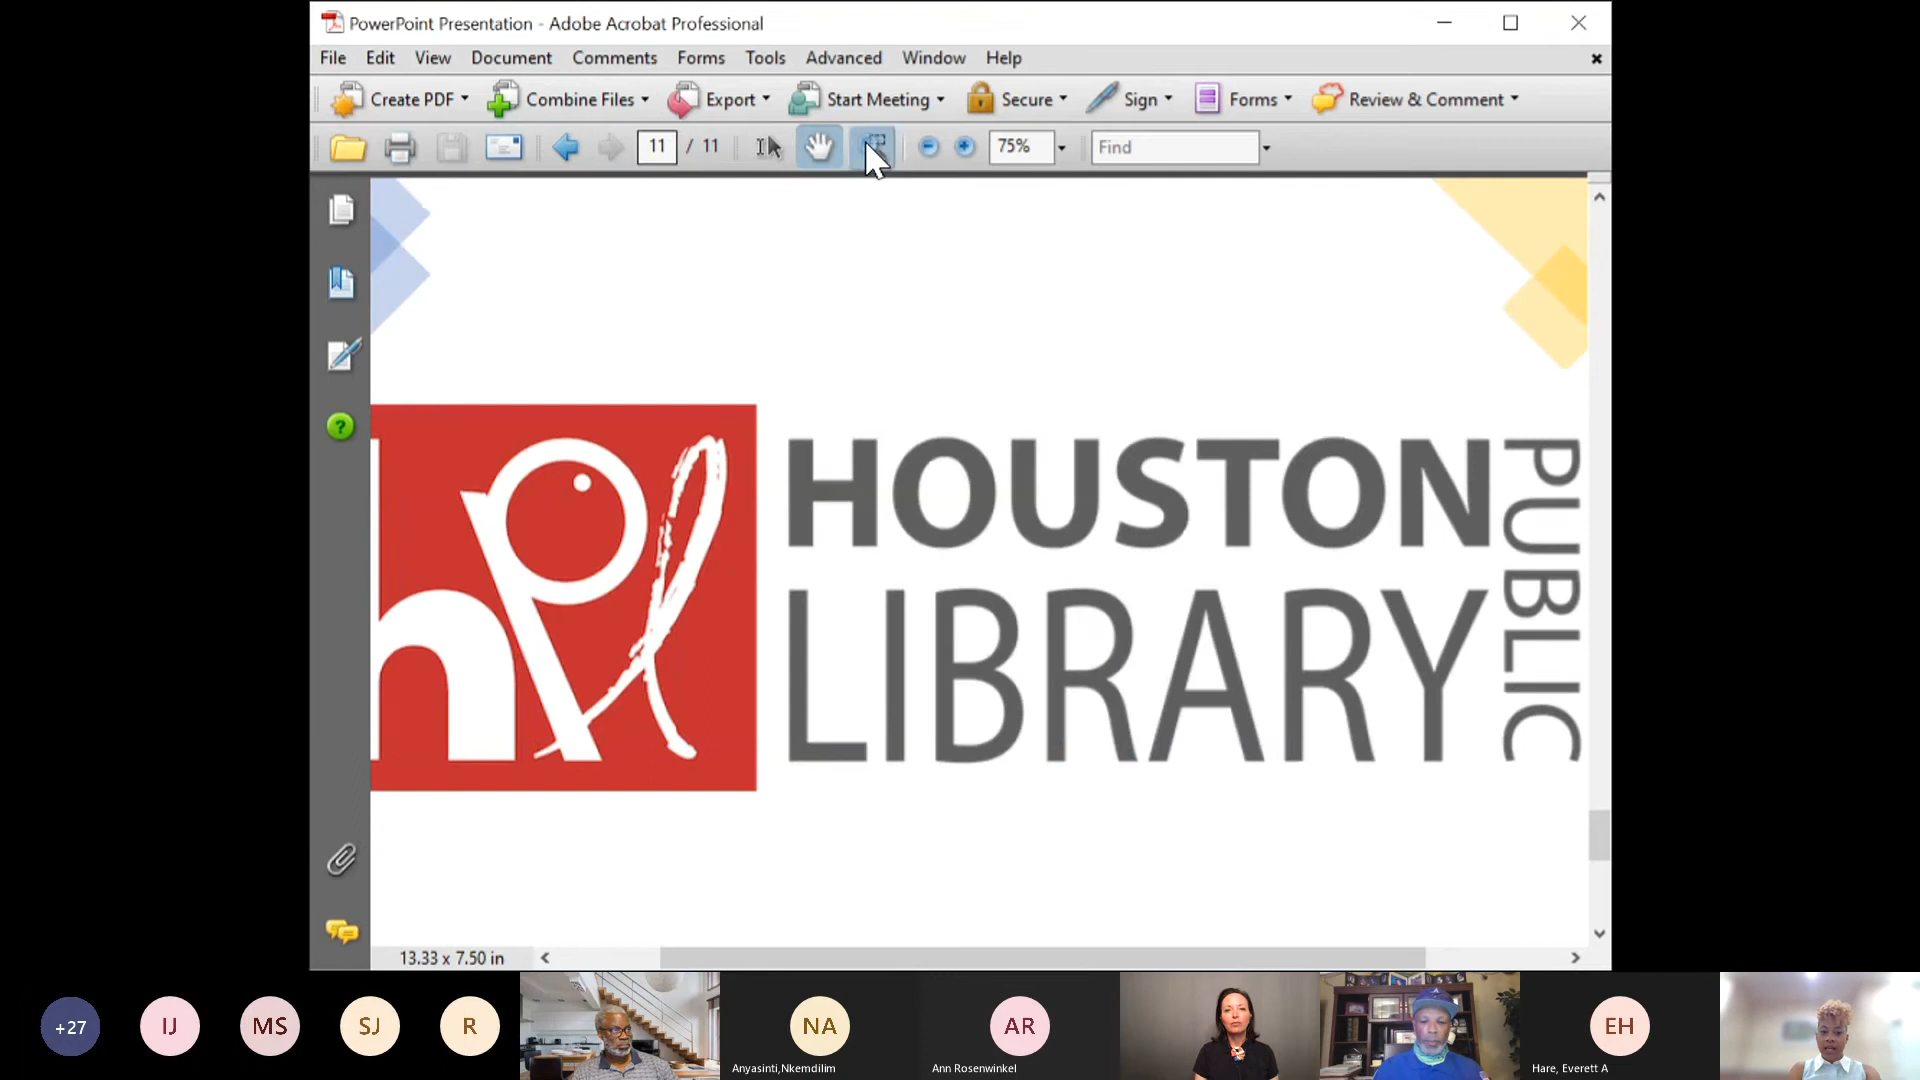 PowerPoint Presentation - Adobe Acrobat Professional
File Edit View Document Comments Forms Tools Advanced Window Help
Create PDF Combine Files Export Start Meeting Secure Sign Forms Review & Comment
11 / 11 75% Find
hpl
HOUSTON
LIBRARY
PUBLIC
13.33 x 7.50 in
+27 IJ MS SJ R NA AR EH
Anyasinti,Nkemdilim Ann Rosenwinkel Hare, Everett A